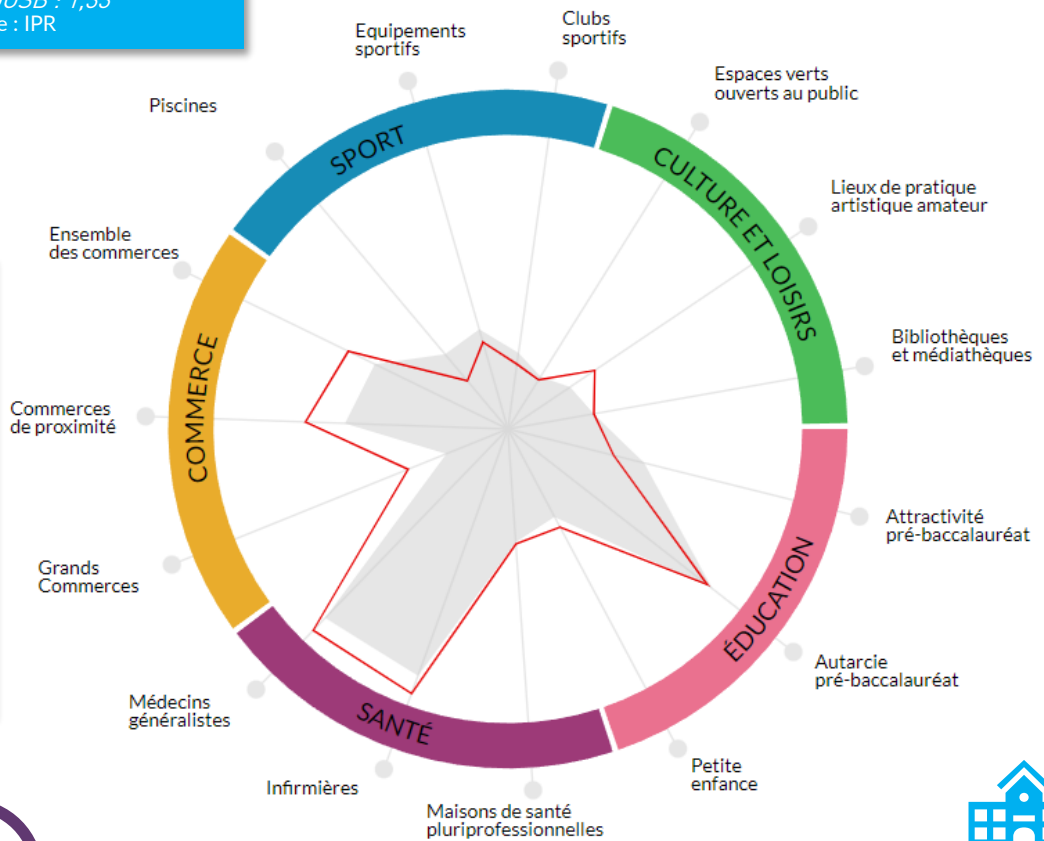 : 1,55
e : IPR
Equipements
sportifs
Clubs
sportifs
Espaces verts
ouverts au public
Piscines
SPORT
CULTURE ET LOISIRS
Lieux de pratique
artistique amateur
Ensemble
des commerces
Bibliothèques
et médiathèques
COMMERCE
Commerces
de proximité
Attractivité
pré-baccalauréat
Grands
Commerces
ÉDUCATION
Autarcie
pré-baccalauréat
Médecins
généralistes
SANTÉ
Petite
enfance
Infirmières
Maisons de santé
pluriprofessionnelles